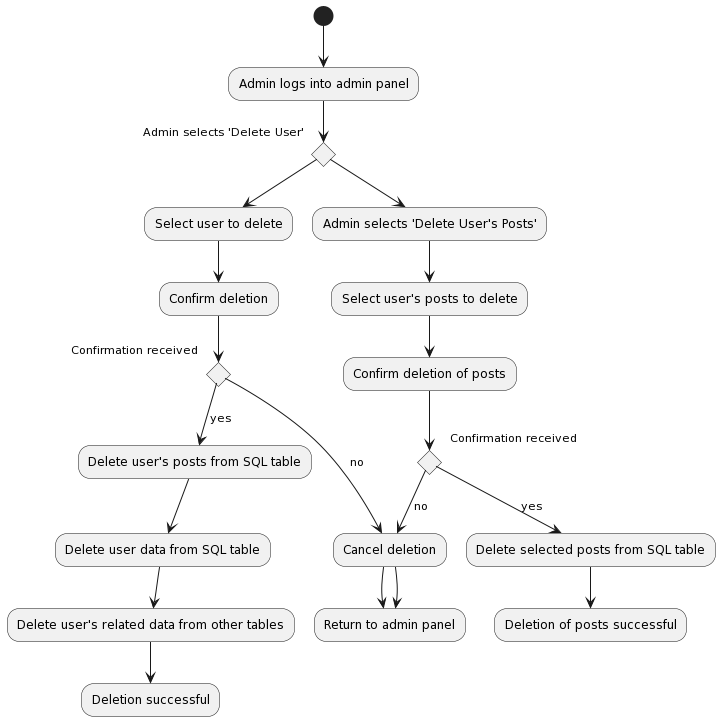 Admin logs into admin panel
Admin selects 'Delete User'
Select user to delete
Admin selects 'Delete User's Posts'
Confirm deletion
Select user's posts to delete
Confirmation received
Confirm deletion of posts
yes
Confirmation received
Delete user's posts from SQL table
no
no
yes
Delete user data from SQL table
Cancel deletion
Delete selected posts from SQL table
Delete user's related data from other tables
Return to admin panel
Deletion of posts successful
Deletion successful